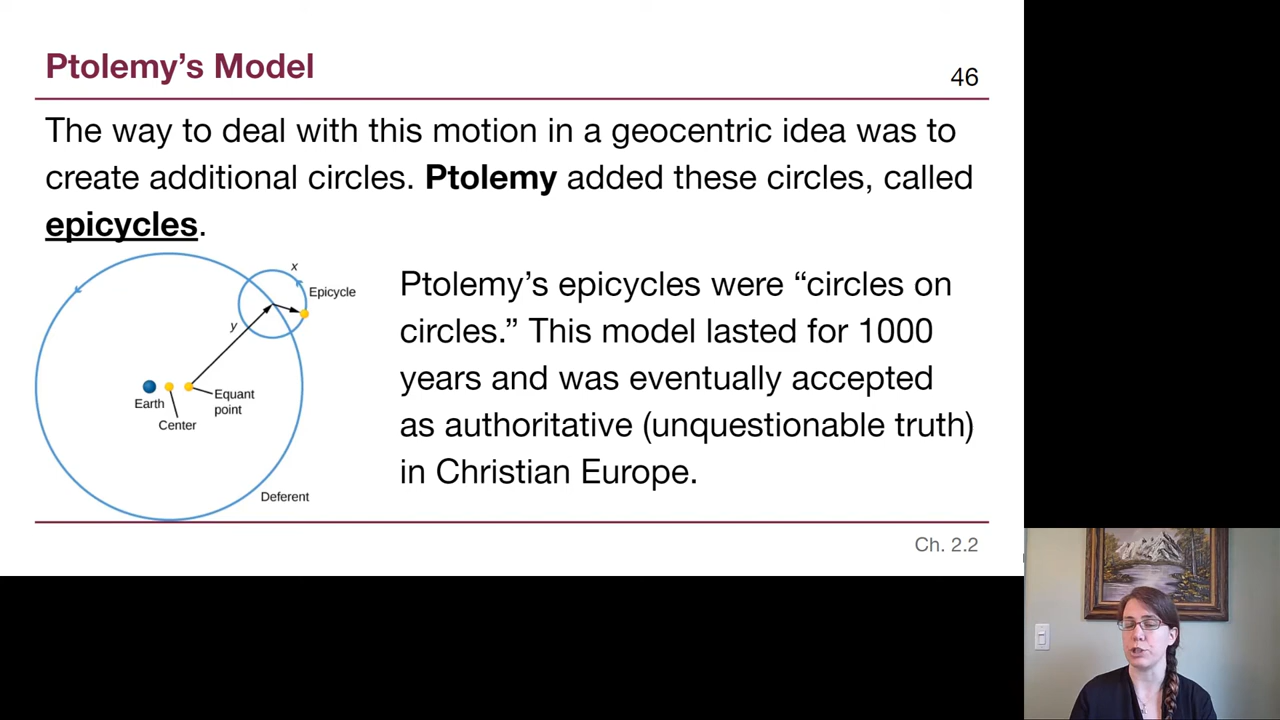 Ptolemy’s Model
46
The way to deal with this motion in a geocentric idea was to
create additional circles. Ptolemy added these circles, called
epicycles.
x
Epicycle
y
Earth
Center
Equant
point
Deferent
Ptolemy’s epicycles were “circles on
circles.” This model lasted for 1000
years and was eventually accepted
as authoritative (unquestionable truth)
in Christian Europe.
Ch. 2.2